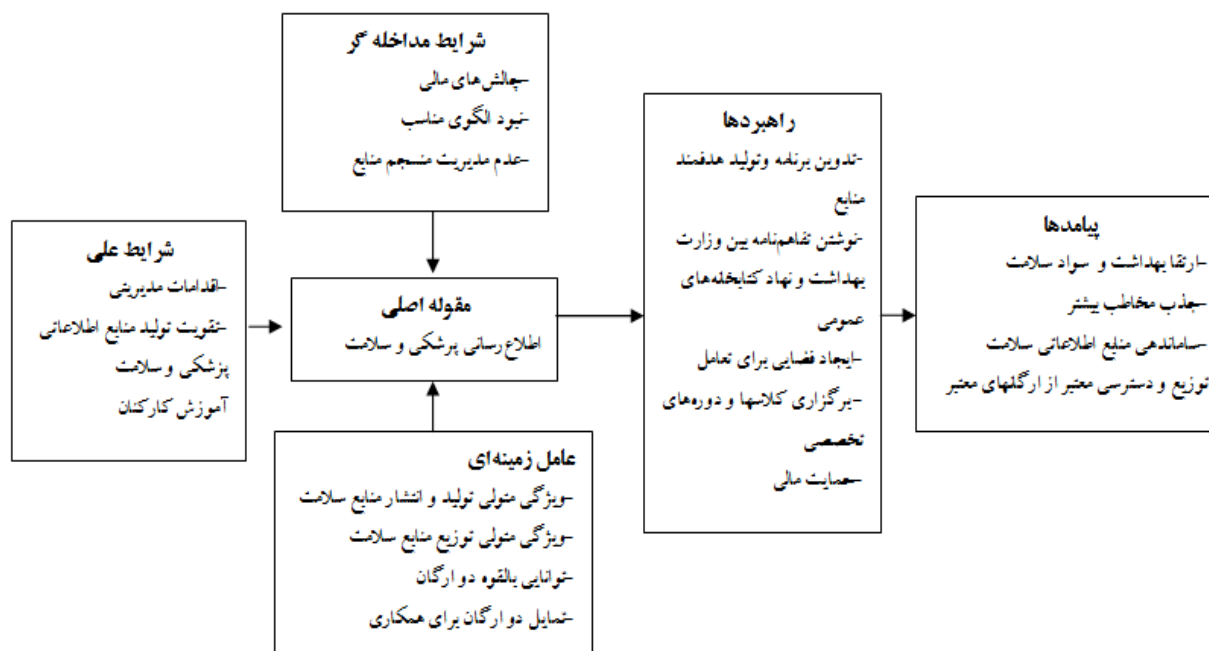 شرایط مداخله گر
-چالش‌های مالی
-نبود الگوی مناسب
-عدم مدیریت منسجم منابع
شرایط علی
-اقدامات مدیریتی
-تقویت تولید منابع اطلاعاتی
پزشکی و سلامت
آموزش کارکنان
مقوله اصلی
اطلاع‌رسانی پرشکی و سلامت
عامل زمینه‌ای
-ویژگی متولی تولید و انتشار منابع سلامت
-ویژگی متولی توزیع منابع سلامت
-توانایی بالقوه دو ارگان
-تمایل دو ارگان برای همکاری
راهبردها
-تدوین برنامه وتولید هدفمند
منابع
-نوشتن تفاهم‌نامه بین وزارت
بهداشت و نهاد کتابخله‌های
عمومی
-ایجاد فضایی برای تعامل
-برگزاری کلاسها و دوره‌های
تخصصی
-حمایت مالی
پیامدها
-ارتقا بهداشت و سواد سلامت
-جذب مخاطب بیشتر
-ساماندهی منابع اطلاعاتی سلامت
توزیع و دسترسی معتبر از ارگلهای معتبر